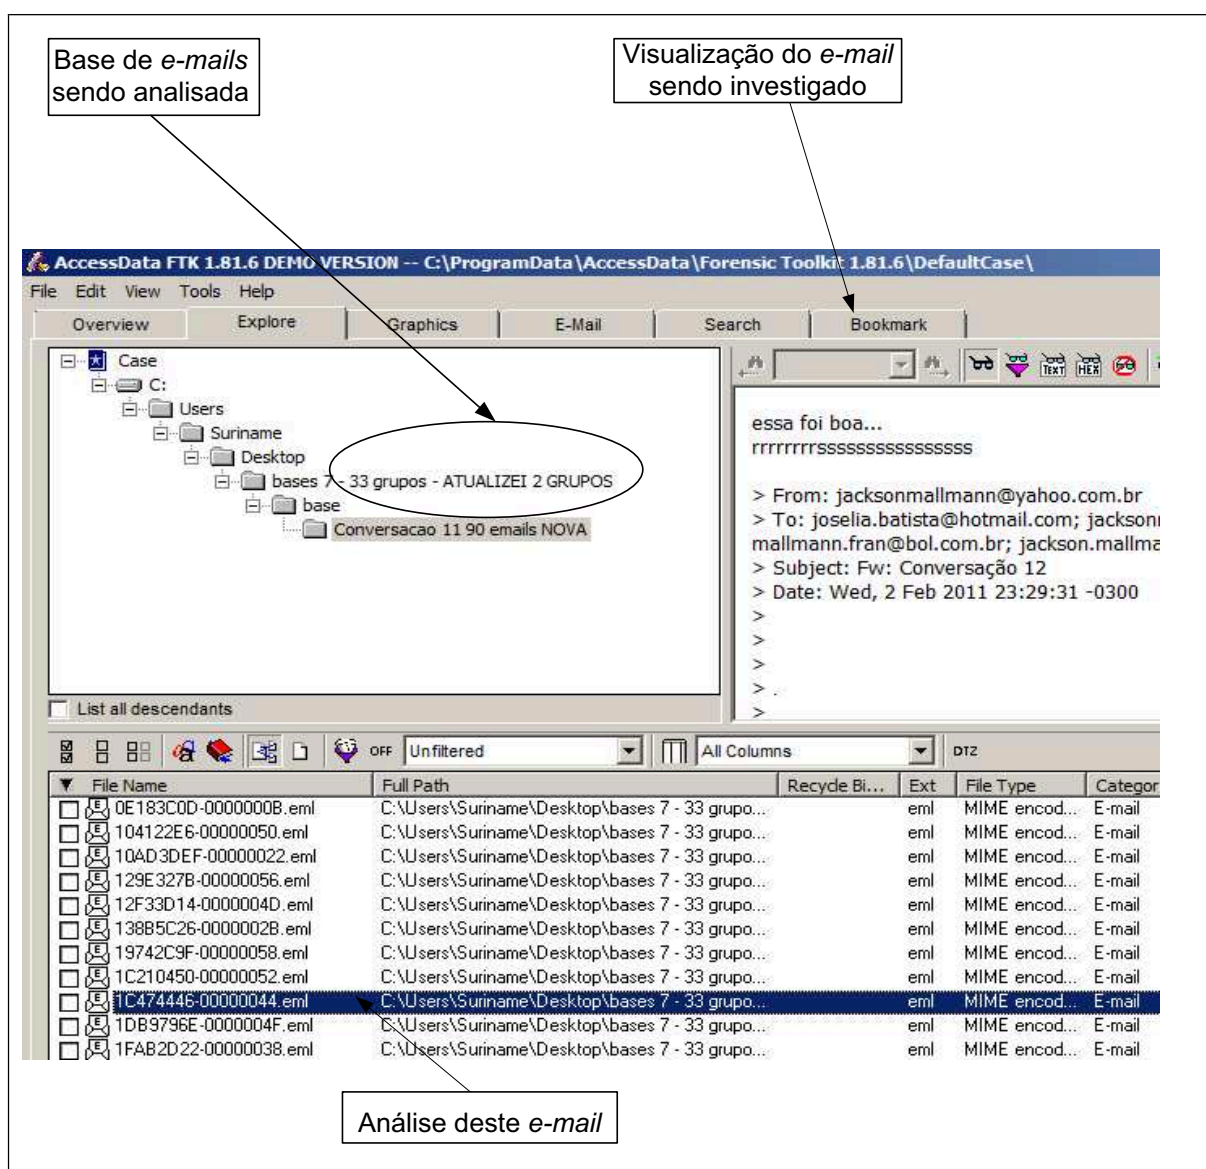 Base de e-mails
sendo analisada
Visualização do e-mail
sendo investigado
AccessData FTK 1.81.6 DEMO VERSION -- C:\ProgramData\AccessData\Forensic Toolkit 1.81.6\DefaultCase\
File Edit View Tools Help
Overview Explore Graphics E-Mail Search Bookmark
Case
C:
Users
Suriname
Desktop
bases 7 - 33 grupos - ATUALIZEI 2 GRUPOS
base
Conversacao 11 90 emails NOVA
List all descendants
TEXT HEX
essa foi boa...
rrrrrrrrssssssssssssssss
> From: jacksonmallmann@yahoo.com.br
> To: joselia.batista@hotmail.com; jackson
mallmann.fran@bol.com.br; jackson.mallma
> Subject: Fw: Conversação 12
> Date: Wed, 2 Feb 2011 23:29:31 -0300
>
>
>
> .
>
OFF Unfiltered All Columns DTZ
File Name Full Path Recycle Bi... Ext File Type Categor
0E183C0D-0000000B.eml C:\Users\Suriname\Desktop\bases 7 - 33 grupo... eml MIME encod... E-mail
104122E6-00000050.eml C:\Users\Suriname\Desktop\bases 7 - 33 grupo... eml MIME encod... E-mail
10AD3DEF-00000022.eml C:\Users\Suriname\Desktop\bases 7 - 33 grupo... eml MIME encod... E-mail
129E327B-00000056.eml C:\Users\Suriname\Desktop\bases 7 - 33 grupo... eml MIME encod... E-mail
12F33D14-0000004D.eml C:\Users\Suriname\Desktop\bases 7 - 33 grupo... eml MIME encod... E-mail
138B5C26-0000002B.eml C:\Users\Suriname\Desktop\bases 7 - 33 grupo... eml MIME encod... E-mail
19742C9F-00000058.eml C:\Users\Suriname\Desktop\bases 7 - 33 grupo... eml MIME encod... E-mail
1C210450-00000052.eml C:\Users\Suriname\Desktop\bases 7 - 33 grupo... eml MIME encod... E-mail
1C474446-00000044.eml C:\Users\Suriname\Desktop\bases 7 - 33 grupo... eml MIME encod... E-mail
1DB9796E-0000004F.eml C:\Users\Suriname\Desktop\bases 7 - 33 grupo... eml MIME encod... E-mail
1FAB2D22-00000038.eml C:\Users\Suriname\Desktop\bases 7 - 33 grupo... eml MIME encod... E-mail
Análise deste e-mail